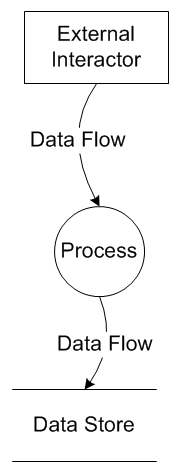 External
Interactor
Data Flow
Process
Data Flow
Data Store